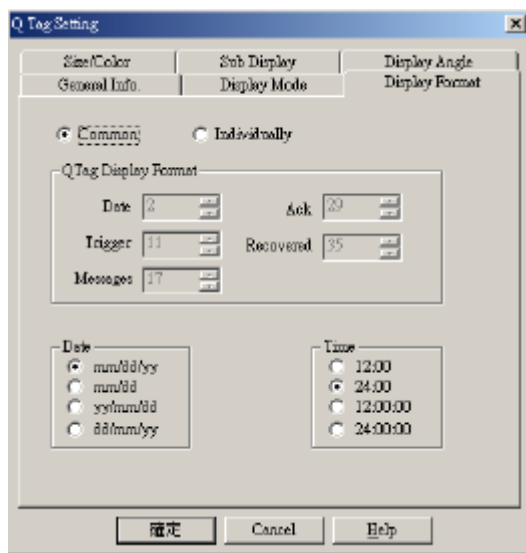 Q Tag Setting
Size/Color Sub Display Display Angle
General Info. Display Mode Display Format
Common Individually
Q Tag Display Format
Date 2 Ack 29
Trigger 11 Recovered 35
Messages 17
Date Time
mm/dd/yy 12:00
mm/dd 24:00
yy/mm/dd 12:00:00
dd/mm/yy 24:00:00
確定 Cancel Help